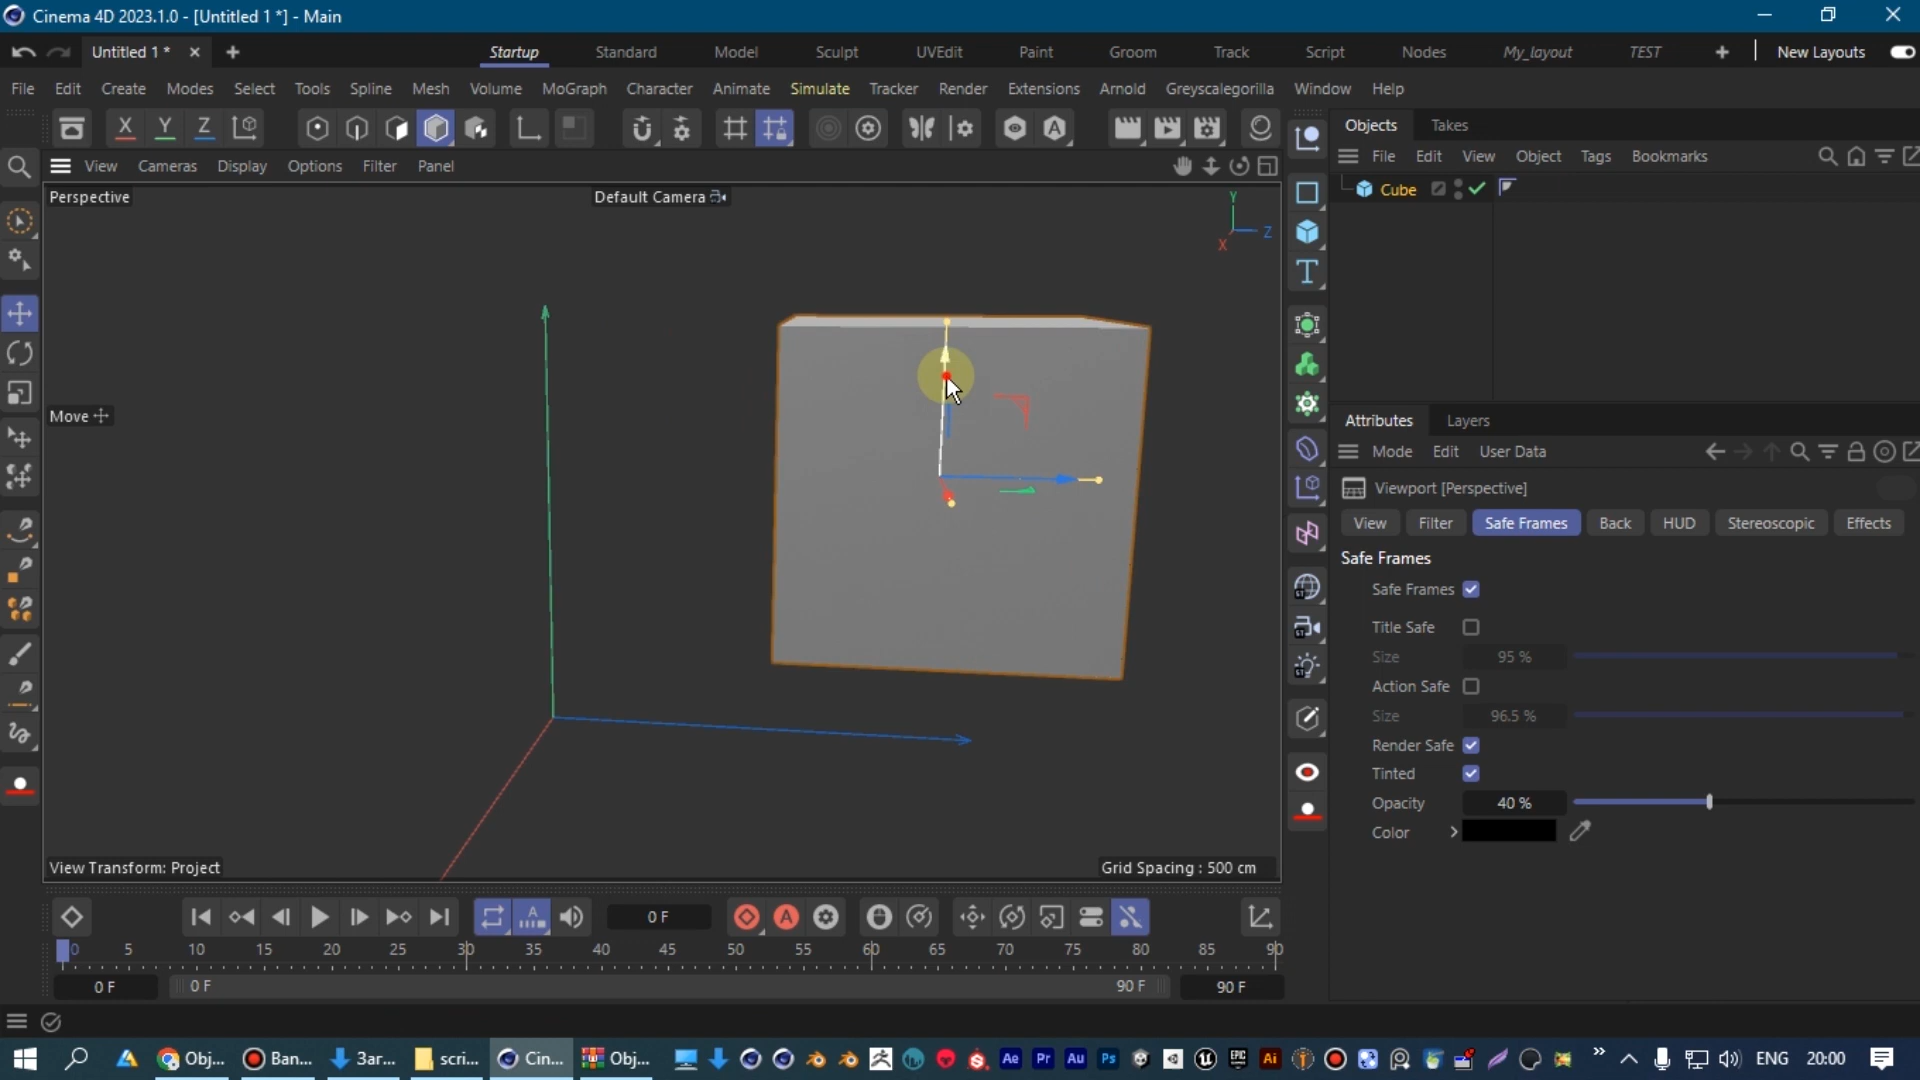 Cinema 4D 2023.1.0 - [Untitled 1 *] - Main
Untitled 1 *
Startup Standard Model Sculpt UVEdit Paint Groom Track Script Nodes My_layout TEST New Layouts
File Edit Create Modes Select Tools Spline Mesh Volume MoGraph Character Animate Simulate Tracker Render Extensions Arnold Greyscalegorilla Window Help
X Y Z
Objects Takes
View Cameras Display Options Filter Panel
File Edit View Object Tags Bookmarks
Perspective
Default Camera
Y
Z
X
Cube
Move
Attributes Layers
Mode Edit User Data
Viewport [Perspective]
View Filter Safe Frames Back HUD Stereoscopic Effects
Safe Frames
Safe Frames
Title Safe
Size 95 %
Action Safe
Size 96.5 %
Render Safe
Tinted
Opacity 40 %
Color
View Transform: Project
Grid Spacing : 500 cm
0 F
0 5 10 15 20 25 30 35 40 45 50 55 60 65 70 75 80 85 90
0 F 0 F 90 F 90 F
Obj... Ban... Заг... scri... Cin... Obj... Ae Pr Au Ps Ai ENG 20:00